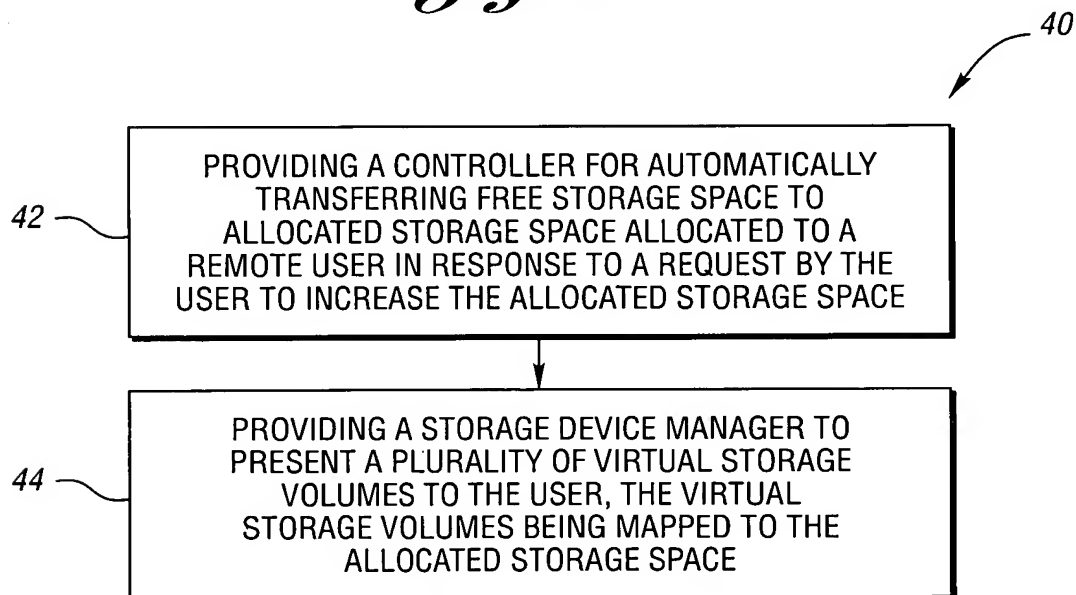 40
42
PROVIDING A CONTROLLER FOR AUTOMATICALLY
TRANSFERRING FREE STORAGE SPACE TO
ALLOCATED STORAGE SPACE ALLOCATED TO A
REMOTE USER IN RESPONSE TO A REQUEST BY THE
USER TO INCREASE THE ALLOCATED STORAGE SPACE
44
PROVIDING A STORAGE DEVICE MANAGER TO
PRESENT A PLURALITY OF VIRTUAL STORAGE
VOLUMES TO THE USER, THE VIRTUAL
STORAGE VOLUMES BEING MAPPED TO THE
ALLOCATED STORAGE SPACE